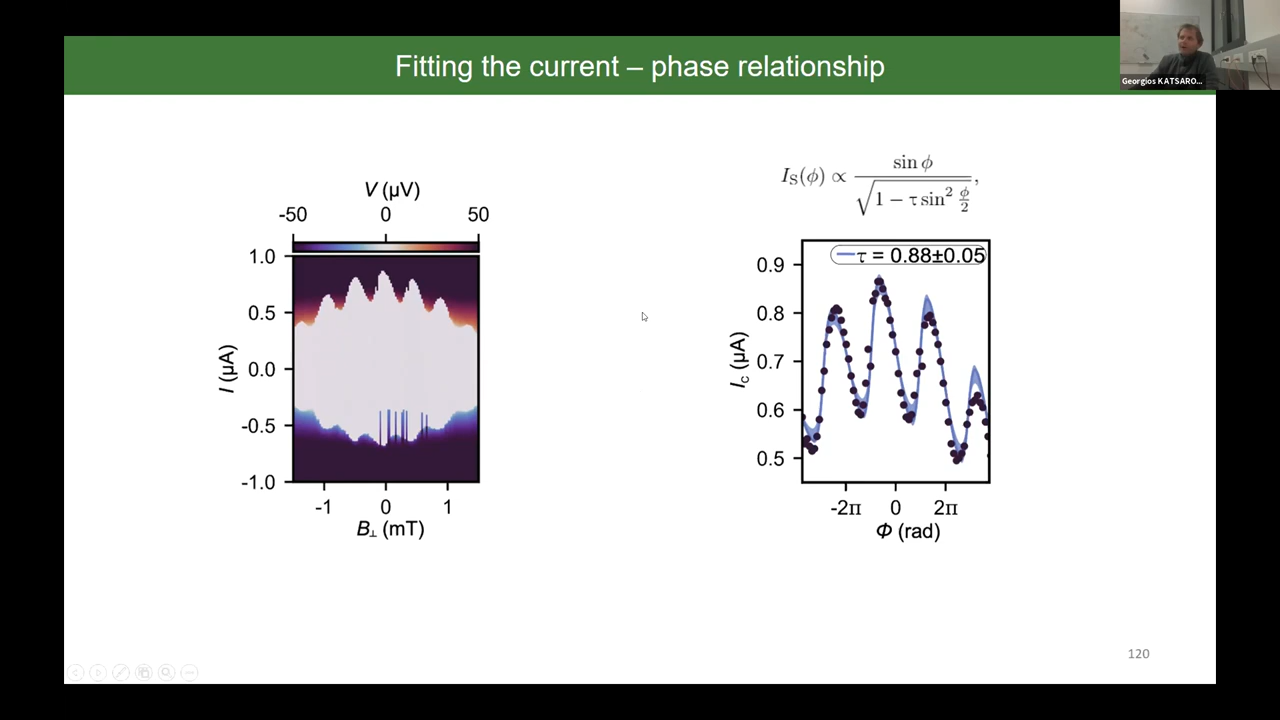 Fitting the current – phase relationship
Georgios KATSARO...
V (µV)
-50 0 50
1.0
0.5
0.0
-0.5
-1.0
I (µA)
-1 0 1
B⊥ (mT)
I_S(ϕ) ∝ sin ϕ / √(1 − τ sin² ϕ/2),
τ = 0.88±0.05
0.9
0.8
0.7
0.6
0.5
I_c (µA)
-2π 0 2π
Φ (rad)
120